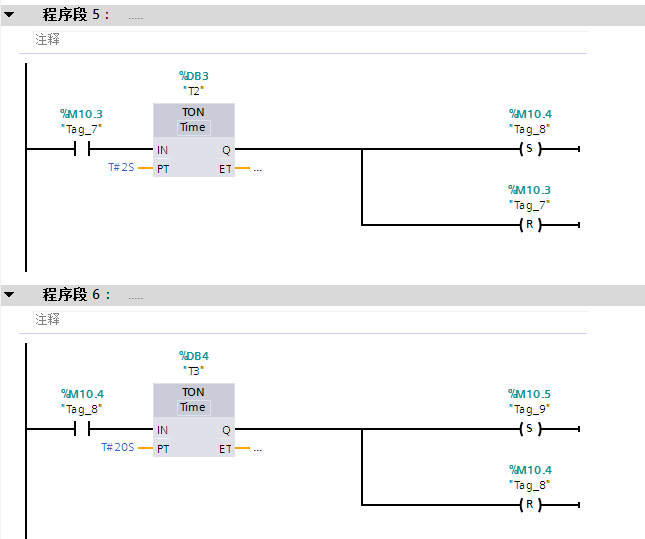 程序段 5： .....
注释
%DB3
"T2"
%M10.3
"Tag_7"
TON
Time
IN Q
T#2S PT ET ...
%M10.4
"Tag_8"
S
%M10.3
"Tag_7"
R
程序段 6： .....
注释
%DB4
"T3"
%M10.4
"Tag_8"
TON
Time
IN Q
T#20S PT ET ...
%M10.5
"Tag_9"
S
%M10.4
"Tag_8"
R